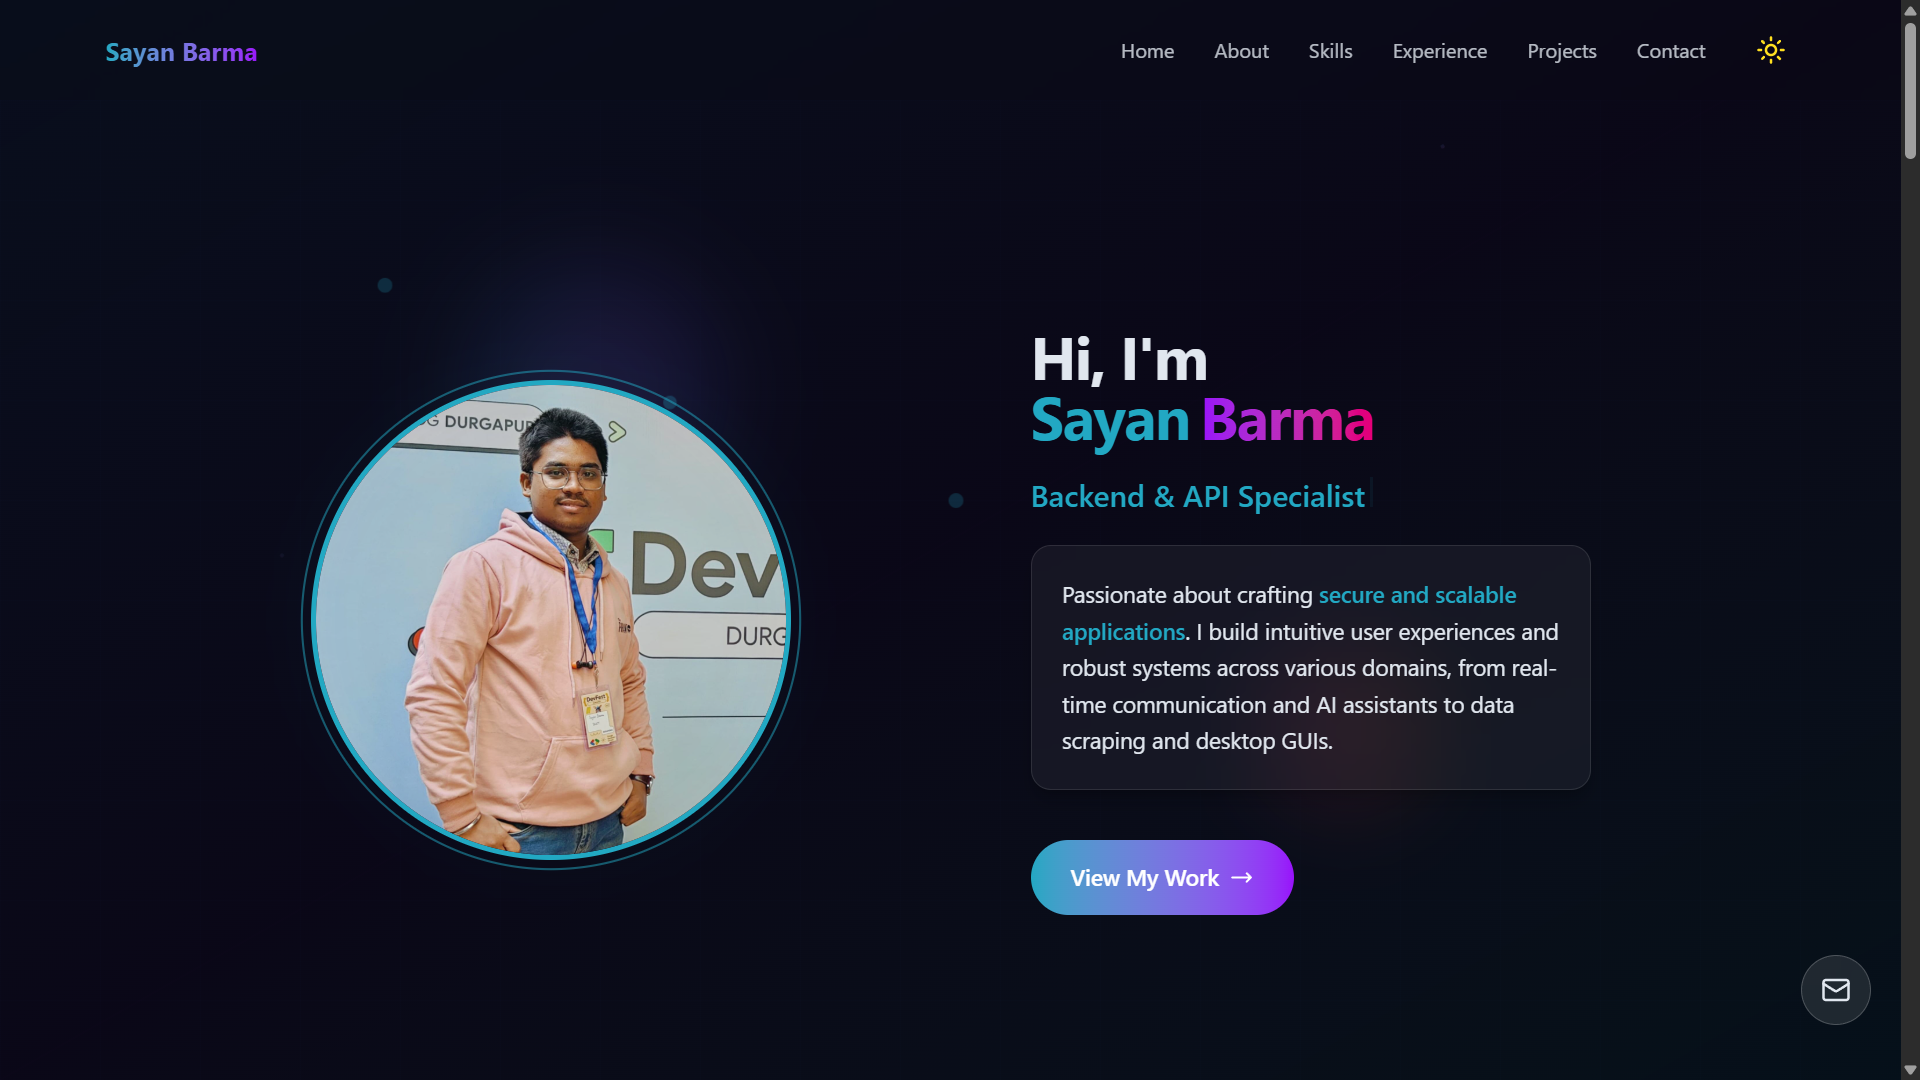 Sayan Barma
Home About Skills Experience Projects Contact
DURGAPUR
Dev
DURG
DevFest
Hi, I'm
Sayan Barma
Backend & API Specialist
Passionate about crafting secure and scalable
applications. I build intuitive user experiences and
robust systems across various domains, from real-
time communication and AI assistants to data
scraping and desktop GUIs.
View My Work →